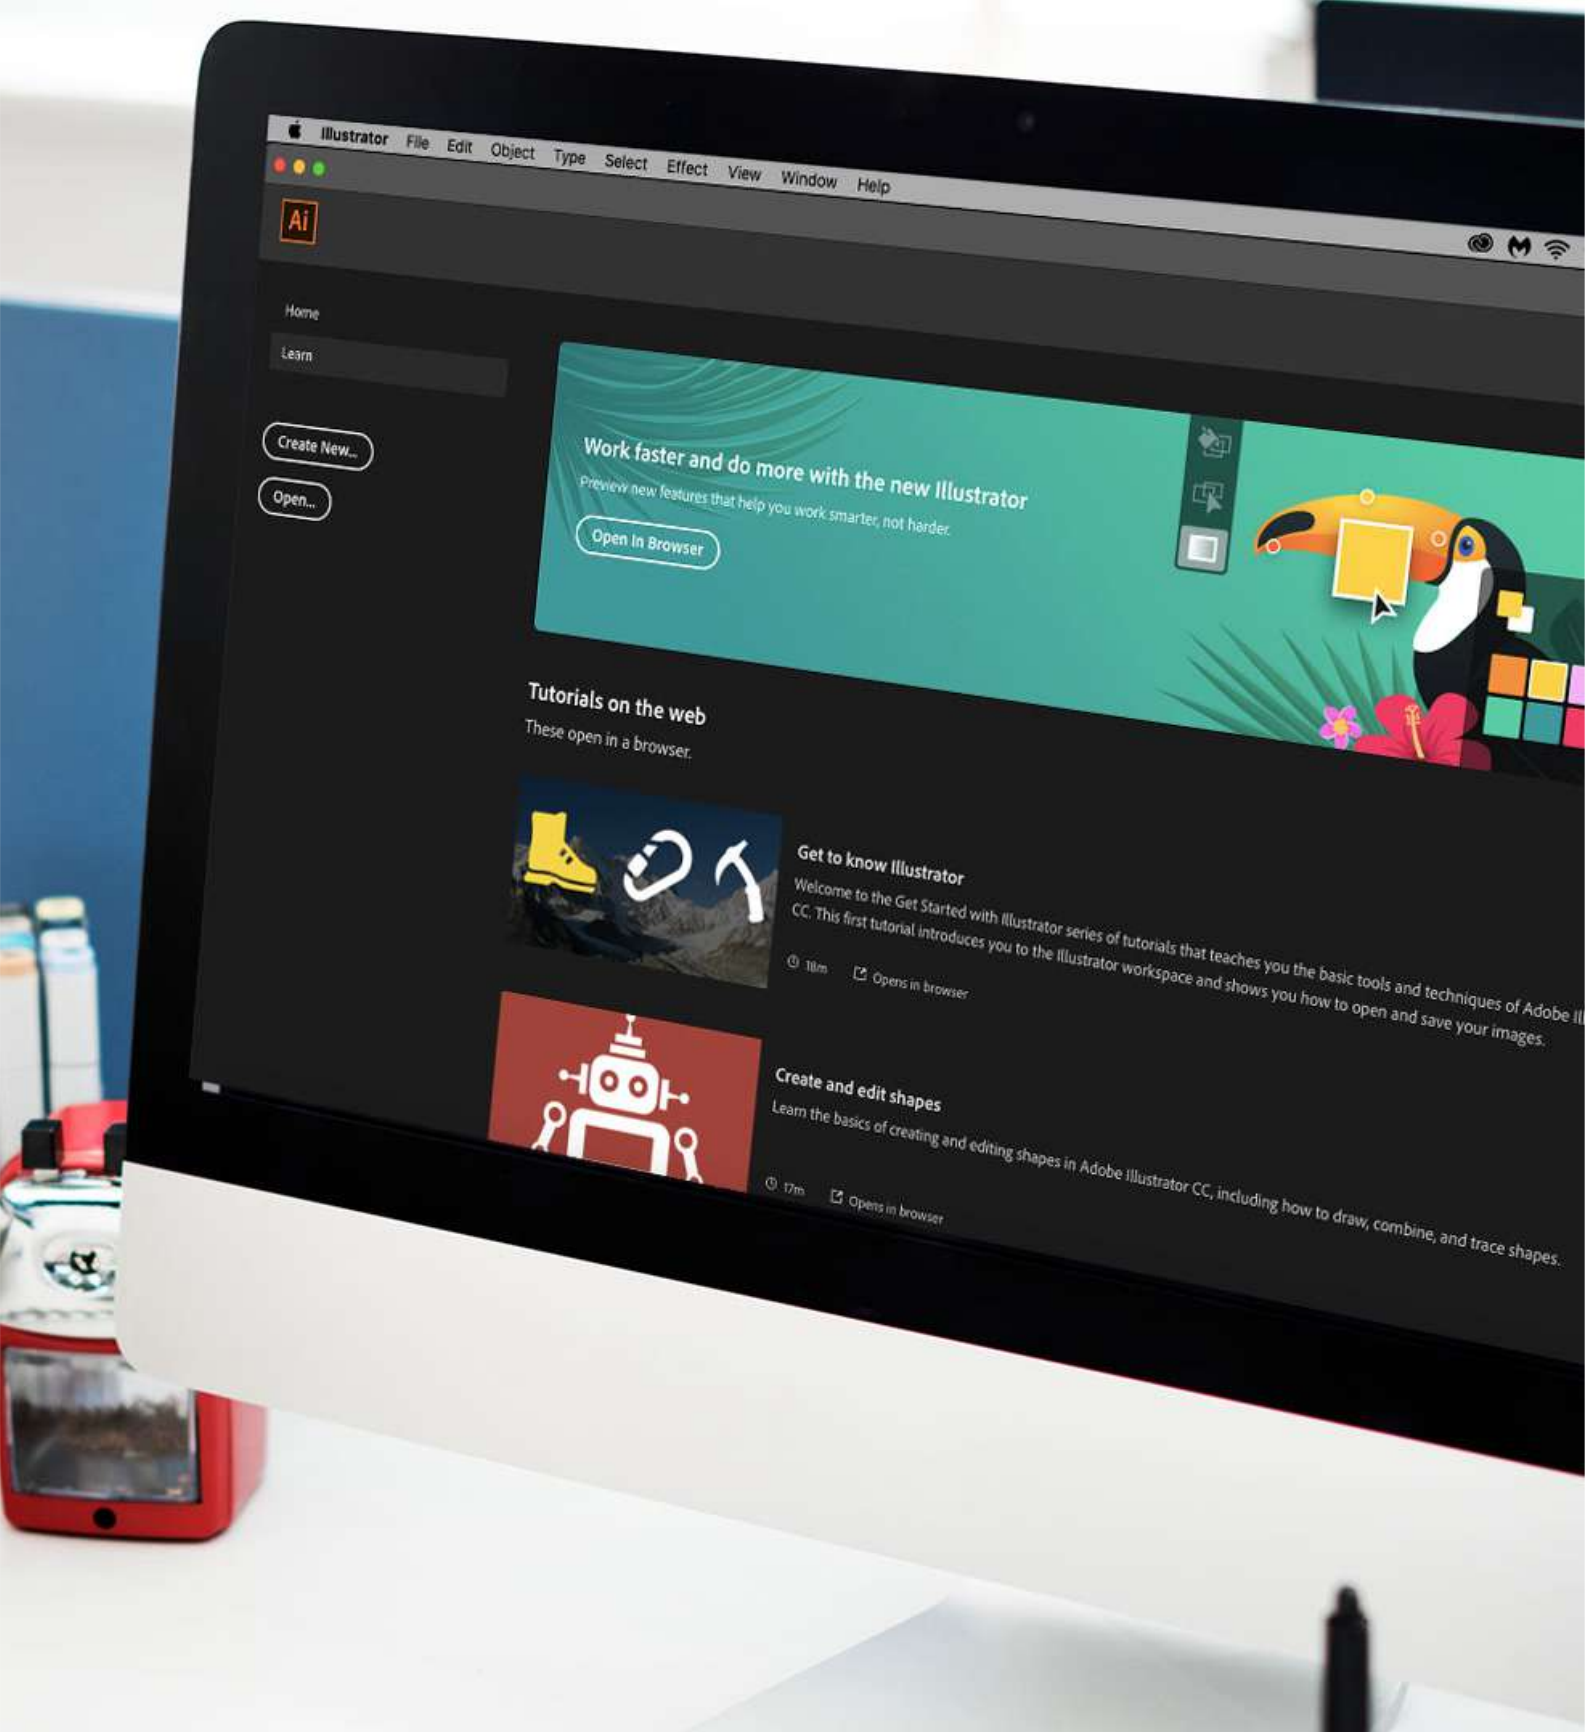 Illustrator File Edit Object Type Select Effect View Window Help
Ai
Home
Learn
Create New...
Open...
Work faster and do more with the new Illustrator
Preview new features that help you work smarter, not harder.
Open In Browser
Tutorials on the web
These open in a browser.
Get to know Illustrator
Welcome to the Get Started with Illustrator series of tutorials that teaches you the basic tools and techniques of Adobe Ill
CC. This first tutorial introduces you to the Illustrator workspace and shows you how to open and save your images.
18m Opens in browser
Create and edit shapes
Learn the basics of creating and editing shapes in Adobe Illustrator CC, including how to draw, combine, and trace shapes.
17m Opens in browser